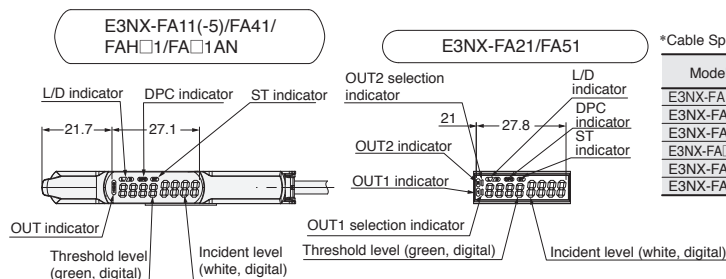 E3NX-FA11(-5)/FA41/
FAH□1/FA□1AN
L/D indicator
DPC indicator
ST indicator
21.7
27.1
OUT indicator
Threshold level
(green, digital)
Incident level
(white, digital)
E3NX-FA21/FA51
OUT2 selection
indicator
L/D
indicator
DPC
indicator
ST
indicator
21
27.8
OUT2 indicator
OUT1 indicator
OUT1 selection indicator
Threshold level (green, digital)
Incident level (white, digital)
*Cable Sp
Mode
E3NX-FA
E3NX-FA
E3NX-FA
E3NX-FA□
E3NX-FA
E3NX-FA